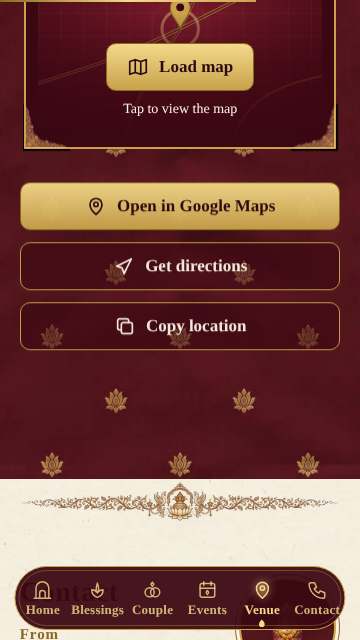 Load map
Tap to view the map
Open in Google Maps
Get directions
Copy location
Contact
Home Blessings Couple Events Venue Contact
From